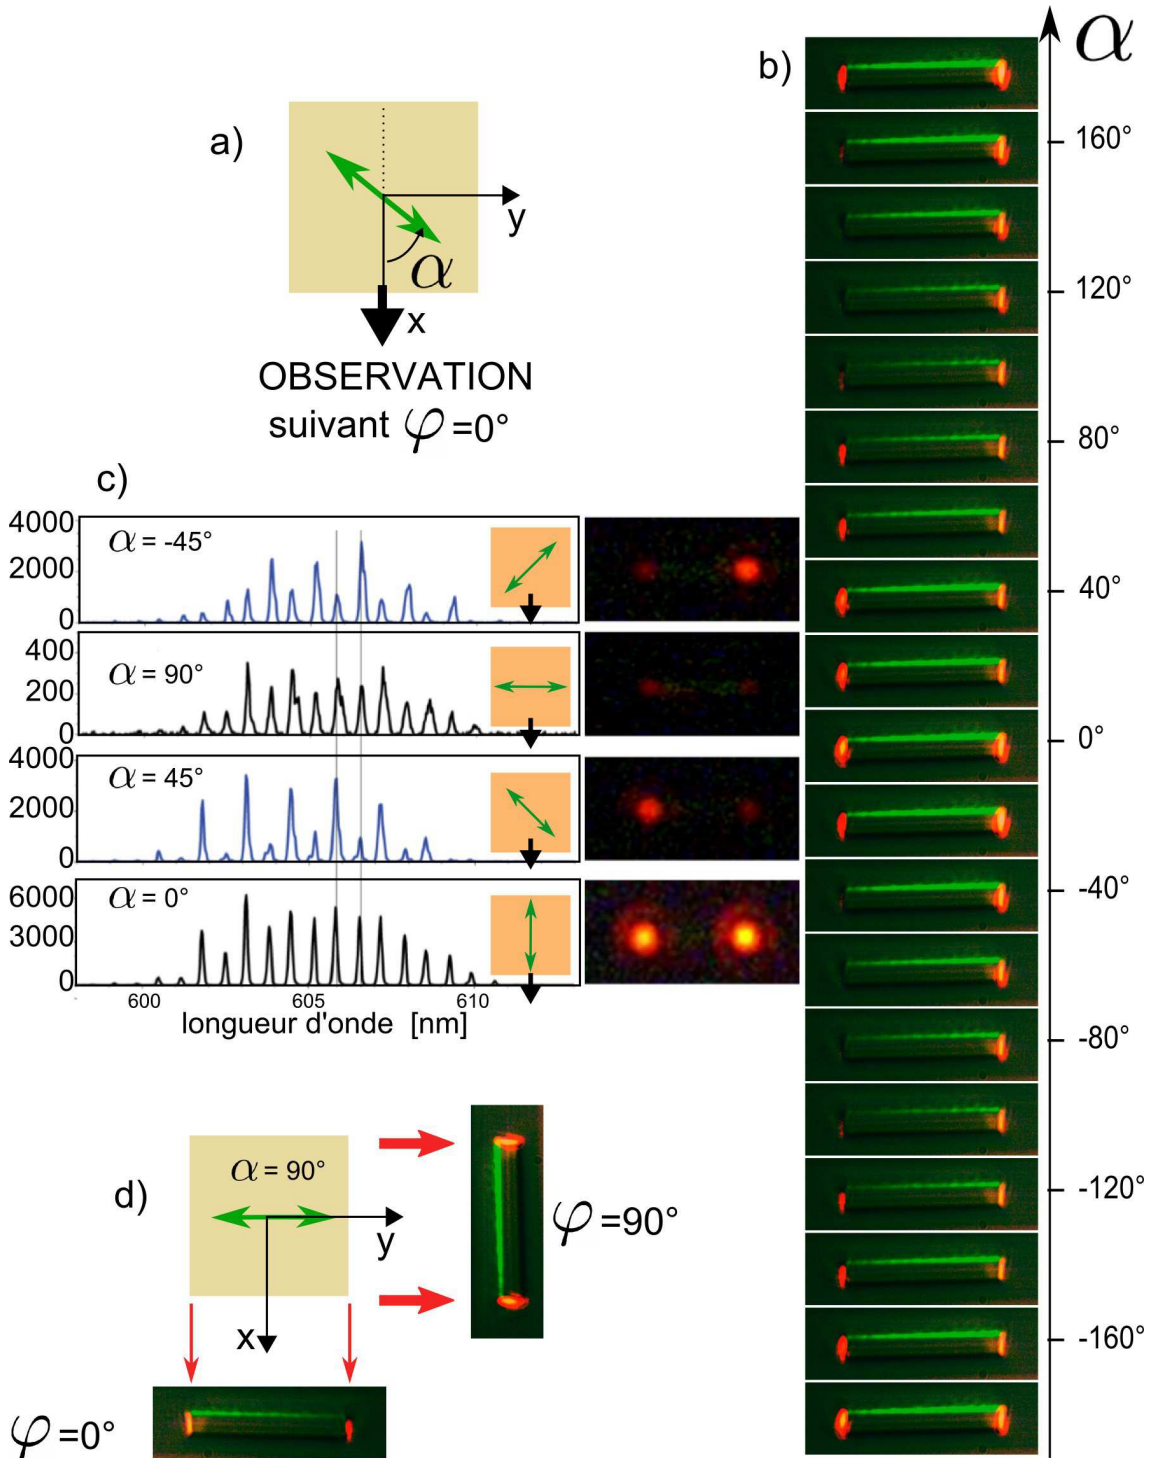 a)
y
α
x
OBSERVATION
suivant φ=0°
b)
α
160°
120°
80°
40°
0°
-40°
-80°
-120°
-160°
c)
4000
2000
0
α = -45°
400
200
0
α = 90°
4000
2000
0
α = 45°
6000
3000
0
α = 0°
600 605 610
longueur d'onde [nm]
d)
α = 90°
y
x
φ=90°
φ=0°